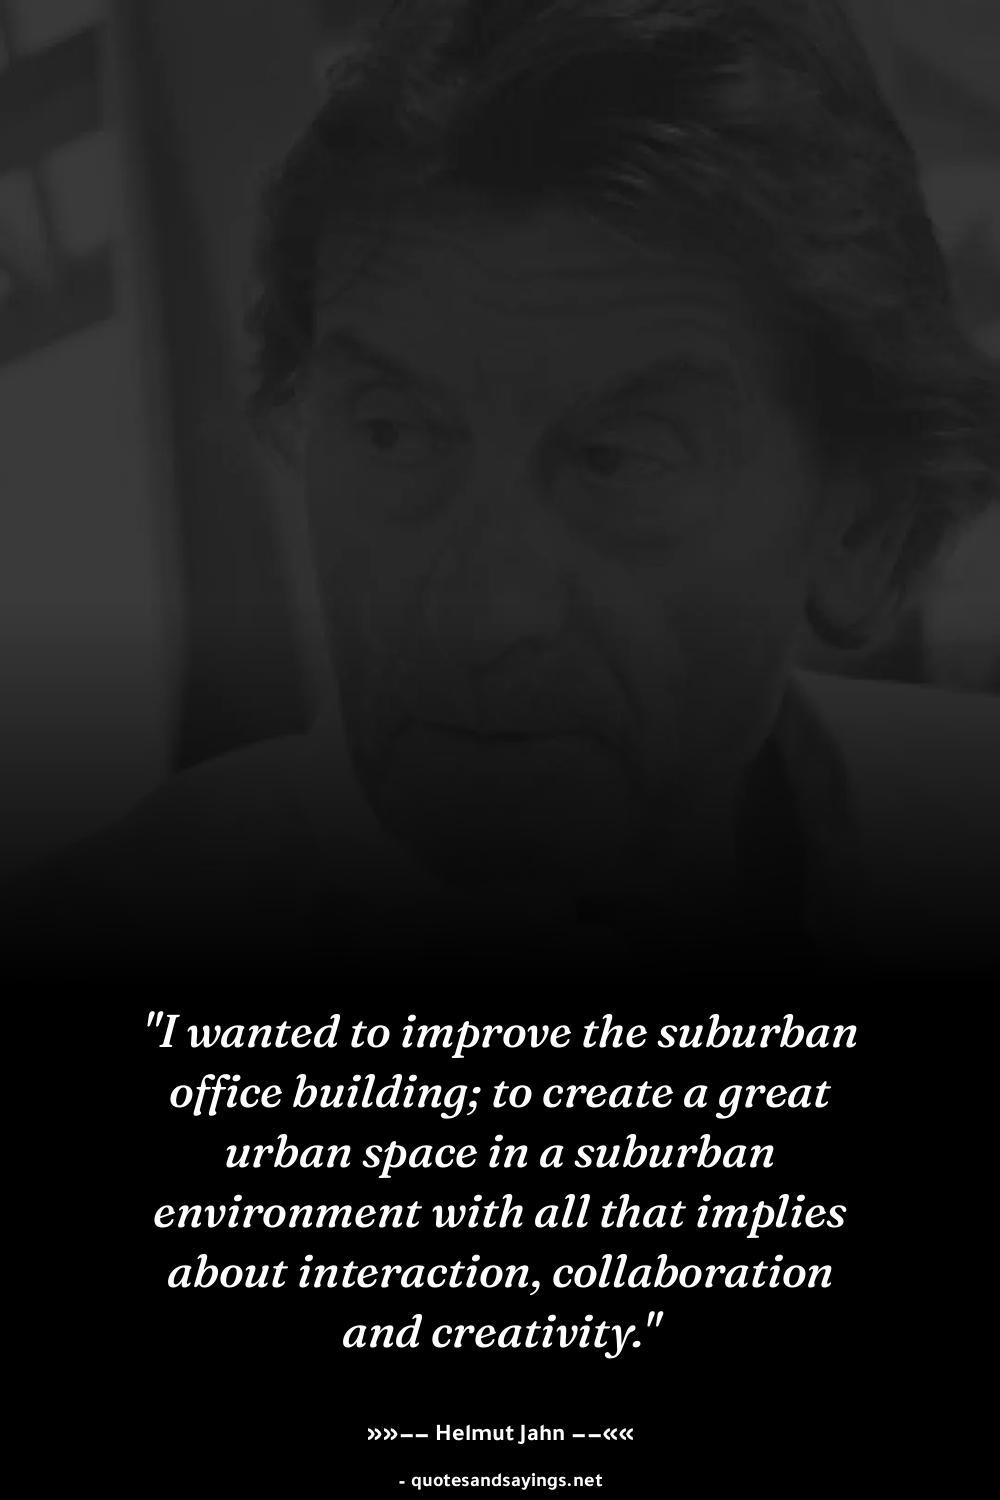 "I wanted to improve the suburban
office building; to create a great
urban space in a suburban
environment with all that implies
about interaction, collaboration
and creativity."
»»–– Helmut Jahn ––««
- quotesandsayings.net